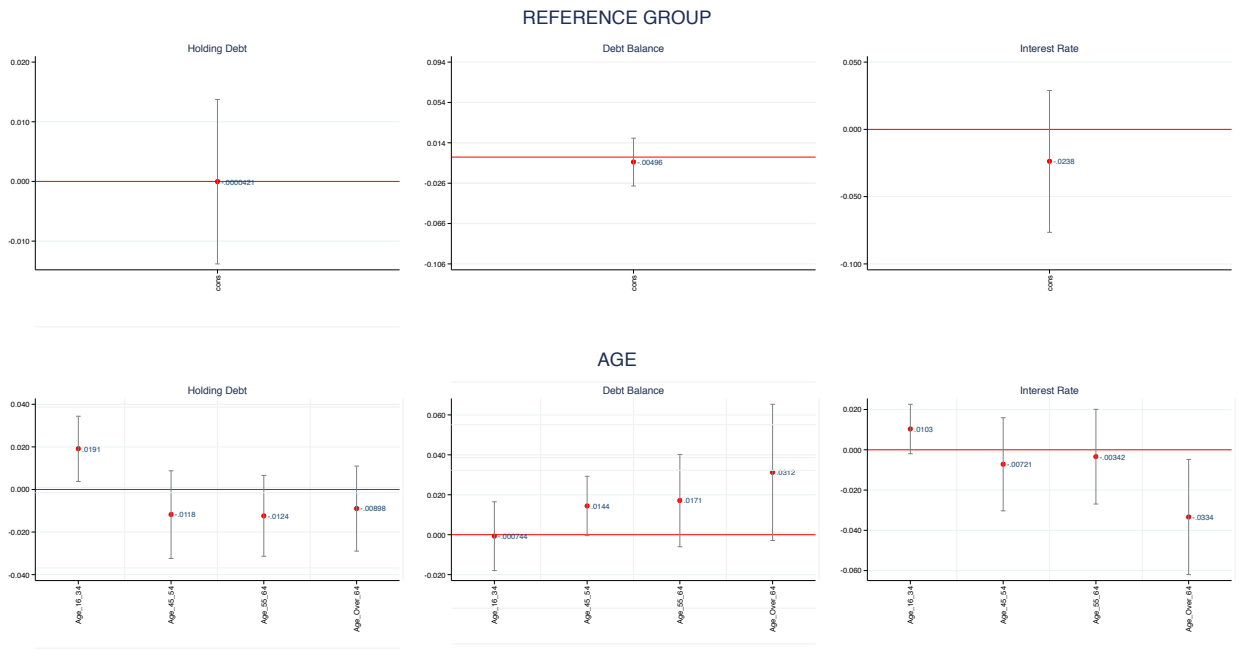 REFERENCE GROUP
Holding Debt
0.020
0.010
0.000
-0.010
-.0000421
cons
Debt Balance
0.094
0.054
0.014
-0.026
-0.066
-0.106
-.00496
cons
Interest Rate
0.050
0.000
-0.050
-0.100
-.0238
cons
AGE
Holding Debt
0.040
0.020
0.000
-0.020
-0.040
.0191
-.0118
-.0124
-.00898
Age_16_34
Age_45_54
Age_55_64
Age_Over_64
Debt Balance
0.060
0.040
0.020
0.000
-0.020
-.000744
.0144
.0171
.0312
Age_16_34
Age_45_54
Age_55_64
Age_Over_64
Interest Rate
0.020
0.000
-0.020
-0.040
-0.060
.0103
-.00721
-.00342
-.0334
Age_16_34
Age_45_54
Age_55_64
Age_Over_64